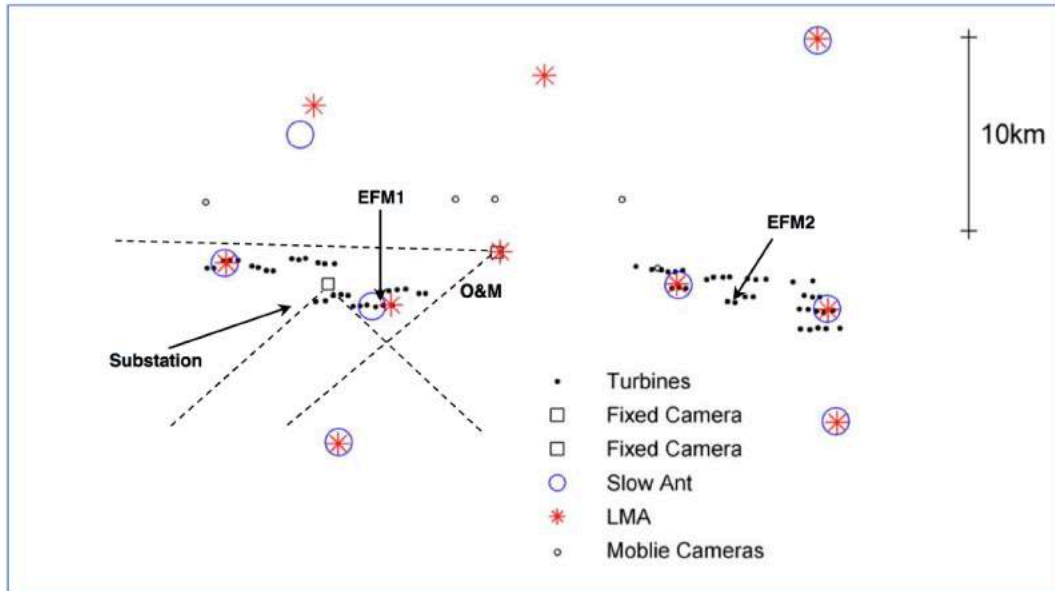 10km
EFM1
EFM2
O&M
Substation
Turbines
Fixed Camera
Fixed Camera
Slow Ant
LMA
Moblie Cameras